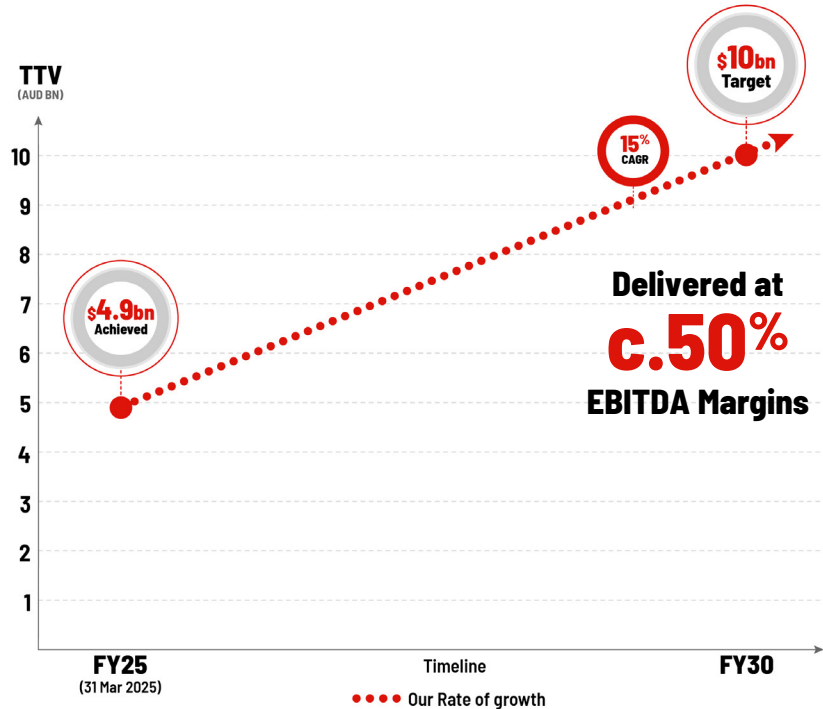 $10bn
Target
TTV
(AUD BN)
15%
CAGR
10
9
8
7
6
5
4
3
2
1
$4.9bn
Achieved
Delivered at
c.50%
EBITDA Margins
FY25
(31 Mar 2025)
Timeline
FY30
Our Rate of growth